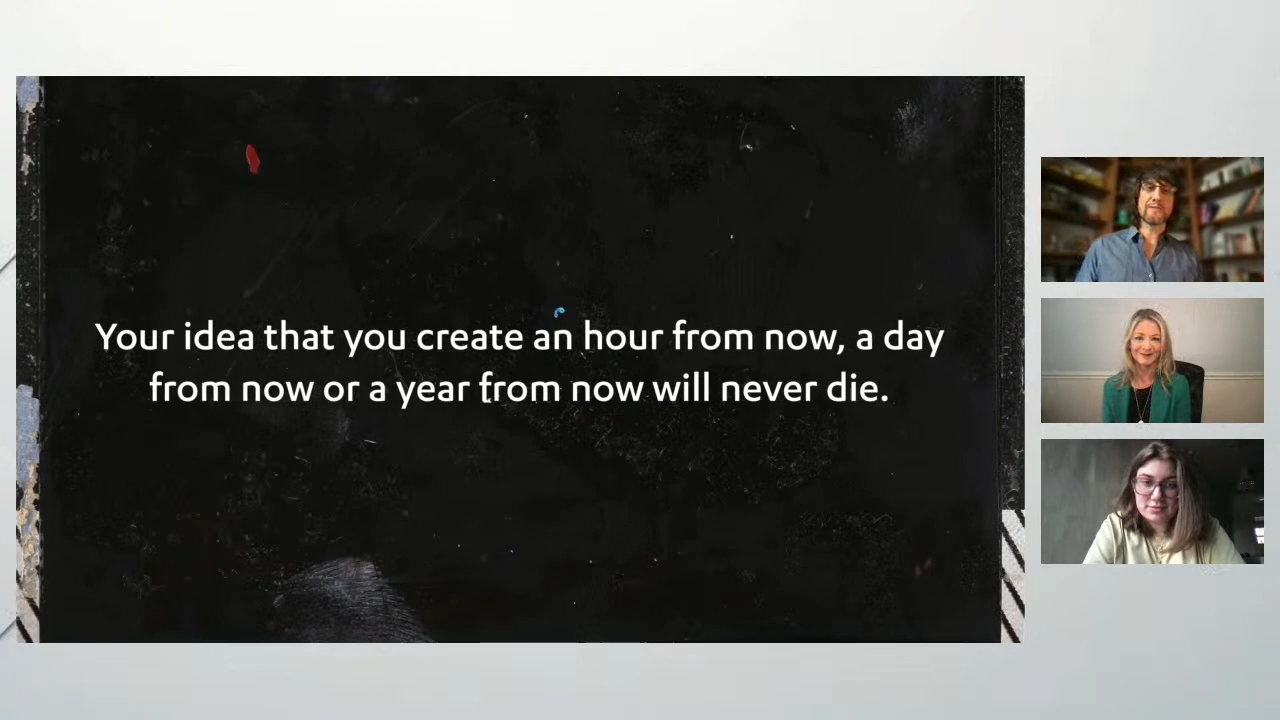 Your idea that you create an hour from now, a day
from now or a year from now will never die.